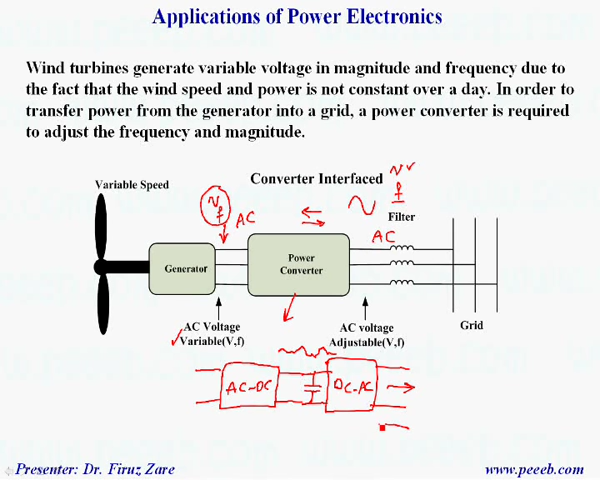 Applications of Power Electronics
Wind turbines generate variable voltage in magnitude and frequency due to
the fact that the wind speed and power is not constant over a day. In order to
transfer power from the generator into a grid, a power converter is required
to adjust the frequency and magnitude.
Variable Speed
Converter Interfaced
Filter
AC
AC
Generator
Power
Converter
AC Voltage
Variable(V,f)
AC voltage
Adjustable(V,f)
Grid
AC-DC
DC-AC
Presenter: Dr. Firuz Zare
www.peeeb.com